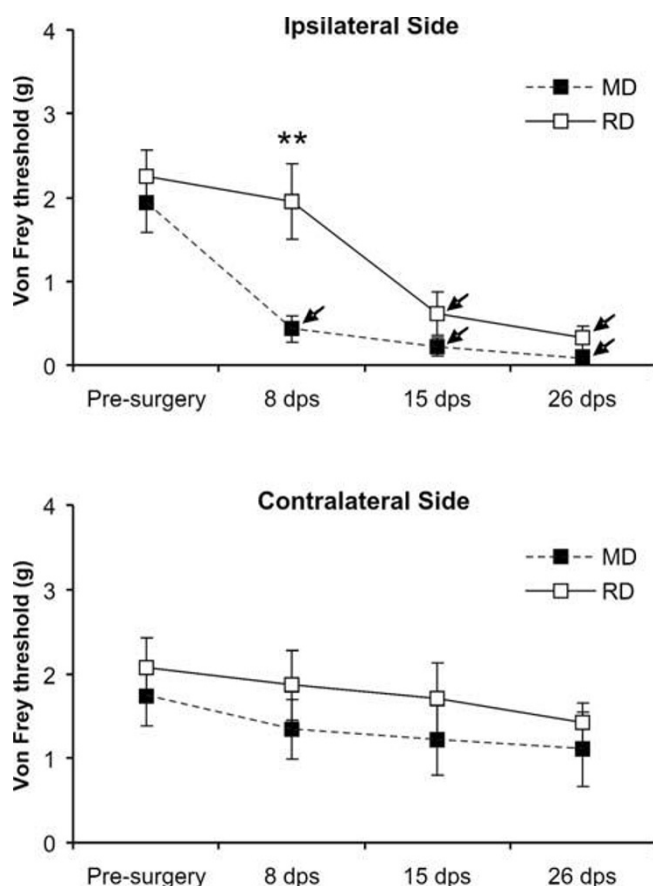 Ipsilateral Side
4
3
2
1
0
Von Frey threshold (g)
MD
RD
**
Pre-surgery 8 dps 15 dps 26 dps
Contralateral Side
4
3
2
1
0
Von Frey threshold (g)
MD
RD
Pre-surgery 8 dps 15 dps 26 dps